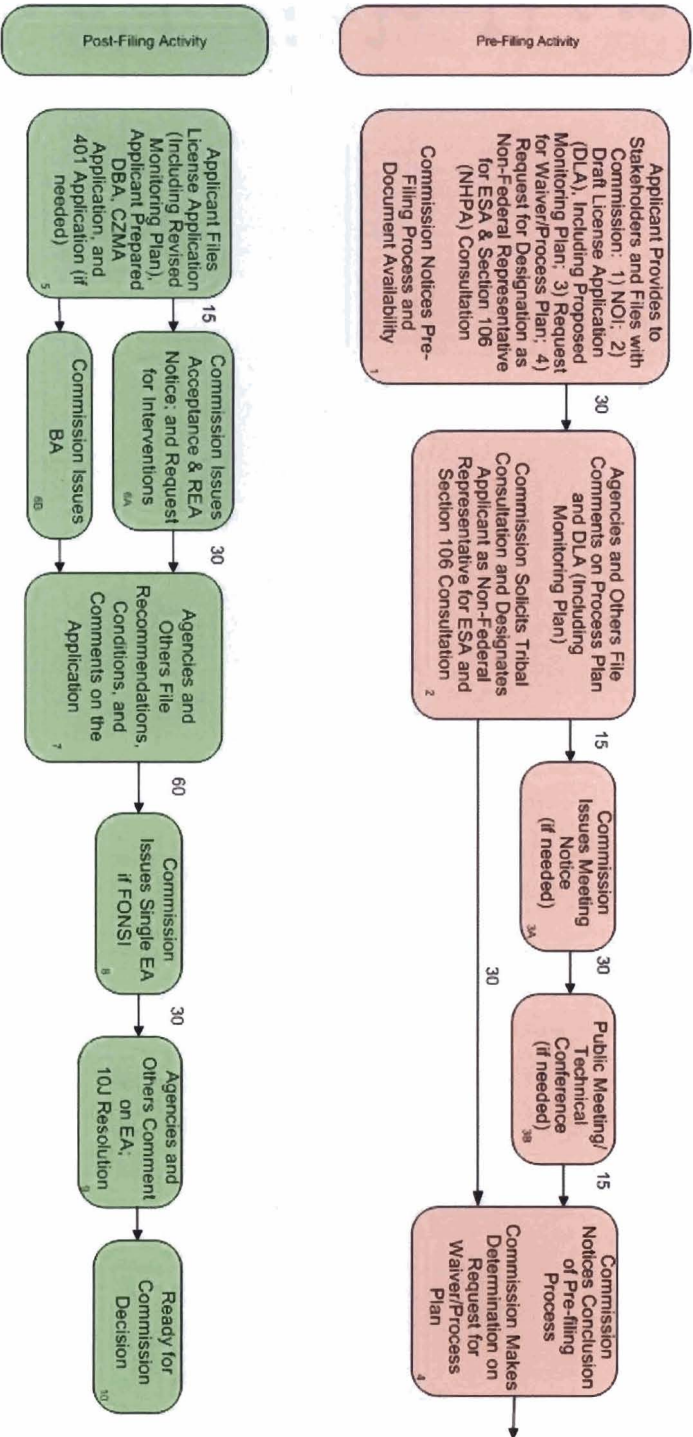 Pre-Filing Activity
Applicant Provides to
Stakeholders and Files with
Commission: 1) NOI; 2)
Draft License Application
(DLA), Including Proposed
Monitoring Plan; 3) Request
for Waiver/Process Plan; 4)
Request for Designation as
Non-Federal Representative
for ESA & Section 106
(NHPA) Consultation
Commission Notices Pre-
Filing Process and
Document Availability
1
30
Agencies and Others File
Comments on Process Plan
and DLA (Including
Monitoring Plan)
Commission Solicits Tribal
Consultation and Designates
Applicant as Non-Federal
Representative for ESA and
Section 106 Consultation
2
15
Commission
Issues Meeting
Notice
(if needed)
3A
30
Public Meeting/
Technical
Conference
(if needed)
3B
15
30
Commission
Notices Conclusion
of Pre-filing
Process
Commission Makes
Determination on
Request for
Waiver/Process
Plan
4
Post-Filing Activity
Applicant Files
License Application
(Including Revised
Monitoring Plan),
Applicant Prepared
DBA, CZMA
Application, and
401 Application (if
needed)
5
15
Commission Issues
Acceptance & REA
Notice; and Request
for Interventions
6A
Commission Issues
BA
6B
30
Agencies and
Others File
Recommendations,
Conditions, and
Comments on the
Application
7
60
Commission
Issues Single EA
if FONSI
8
30
Agencies and
Others Comment
on EA;
10J Resolution
9
Ready for
Commission
Decision
10